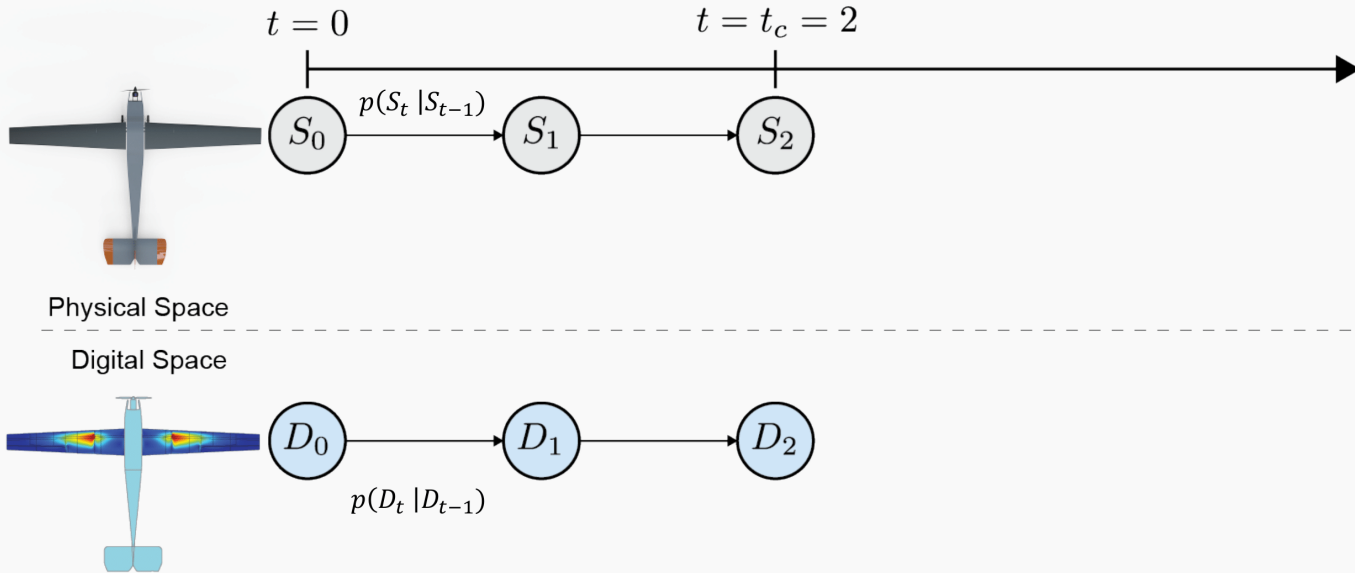 t = 0
t = t_c = 2
p(S_t |S_{t−1})
S_0
S_1
S_2
Physical Space
Digital Space
D_0
D_1
D_2
p(D_t |D_{t−1})